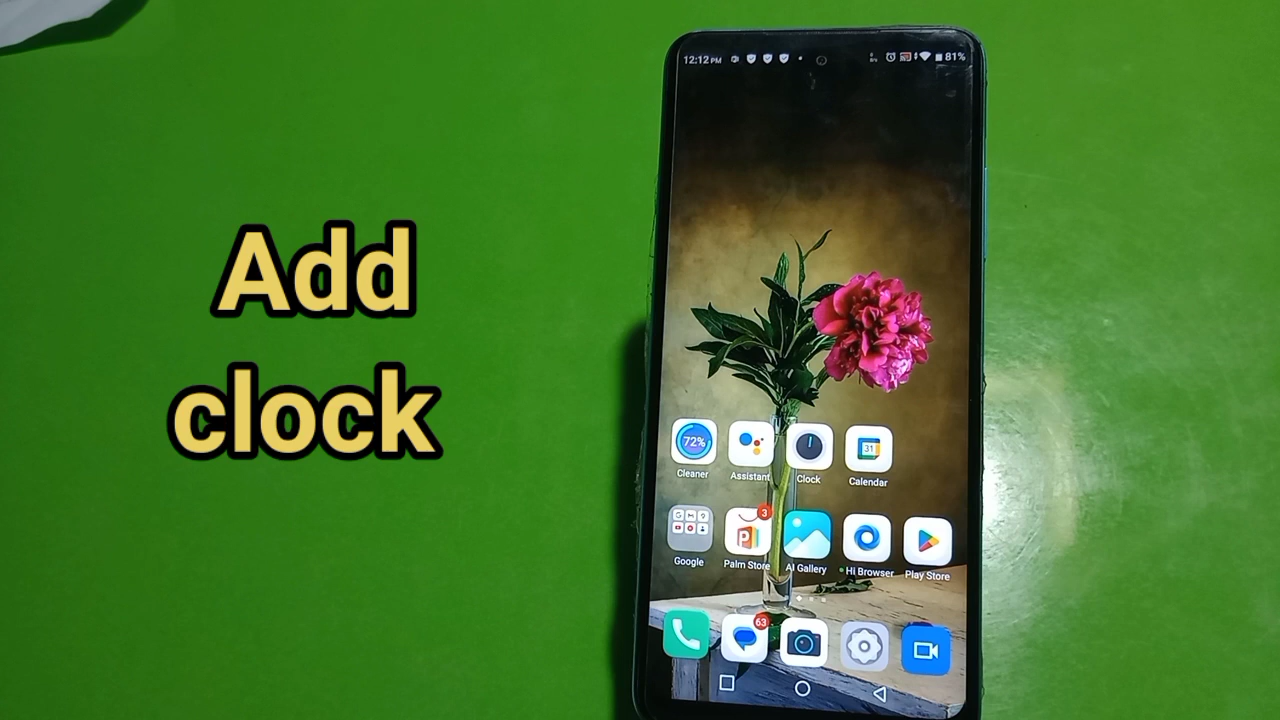 Add
clock
12:12 PM
81%
72%
31
Cleaner
Assistant
Clock
Calendar
3
Google
Palm Store
AI Gallery
Hi Browser
Play Store
63